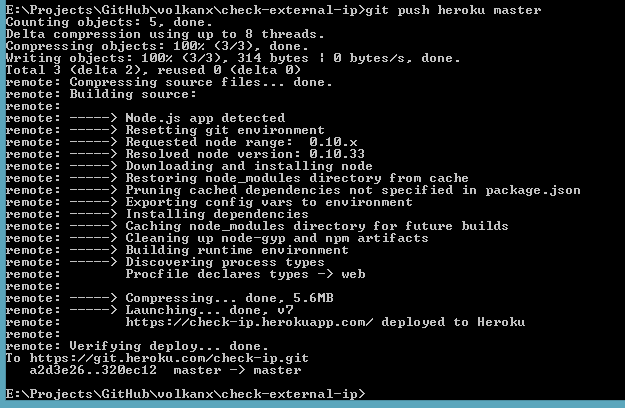 E:\Projects\GitHub\volkanx\check-external-ip>git push heroku master
Counting objects: 5, done.
Delta compression using up to 8 threads.
Compressing objects: 100% (3/3), done.
Writing objects: 100% (3/3), 314 bytes | 0 bytes/s, done.
Total 3 (delta 2), reused 0 (delta 0)
remote: Compressing source files... done.
remote: Building source:
remote:
remote: -----> Node.js app detected
remote: -----> Resetting git environment
remote: -----> Requested node range:  0.10.x
remote: -----> Resolved node version: 0.10.33
remote: -----> Downloading and installing node
remote: -----> Restoring node_modules directory from cache
remote: -----> Pruning cached dependencies not specified in package.json
remote: -----> Exporting config vars to environment
remote: -----> Installing dependencies
remote: -----> Caching node_modules directory for future builds
remote: -----> Cleaning up node-gyp and npm artifacts
remote: -----> Building runtime environment
remote: -----> Discovering process types
remote:        Procfile declares types -> web
remote:
remote: -----> Compressing... done, 5.6MB
remote: -----> Launching... done, v7
remote:        https://check-ip.herokuapp.com/ deployed to Heroku
remote:
remote: Verifying deploy... done.
To https://git.heroku.com/check-ip.git
   a2d3e26..320ec12  master -> master
E:\Projects\GitHub\volkanx\check-external-ip>